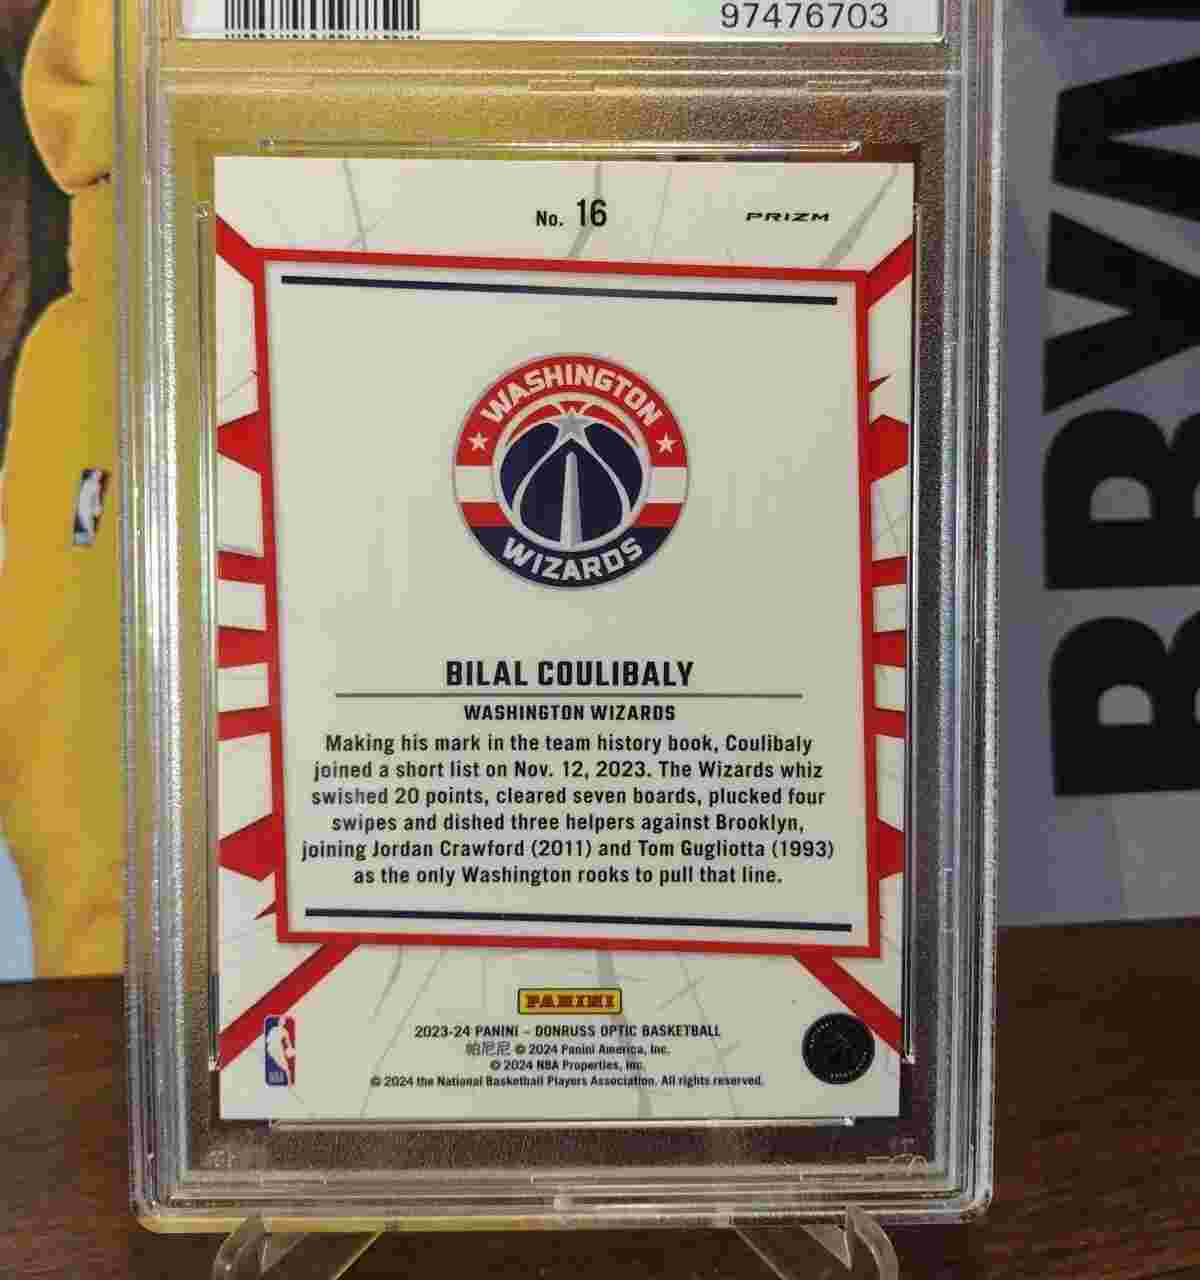 97476703
No. 16
PRIZM
WASHINGTON
WIZARDS
BILAL COULIBALY
WASHINGTON WIZARDS
Making his mark in the team history book, Coulibaly
joined a short list on Nov. 12, 2023. The Wizards whiz
swished 20 points, cleared seven boards, plucked four
swipes and dished three helpers against Brooklyn,
joining Jordan Crawford (2011) and Tom Gugliotta (1993)
as the only Washington rooks to pull that line.
PANINI
2023-24 PANINI - DONRUSS OPTIC BASKETBALL
帕尼尼 © 2024 Panini America, Inc.
© 2024 NBA Properties, Inc.
© 2024 the National Basketball Players Association. All rights reserved.
NBA